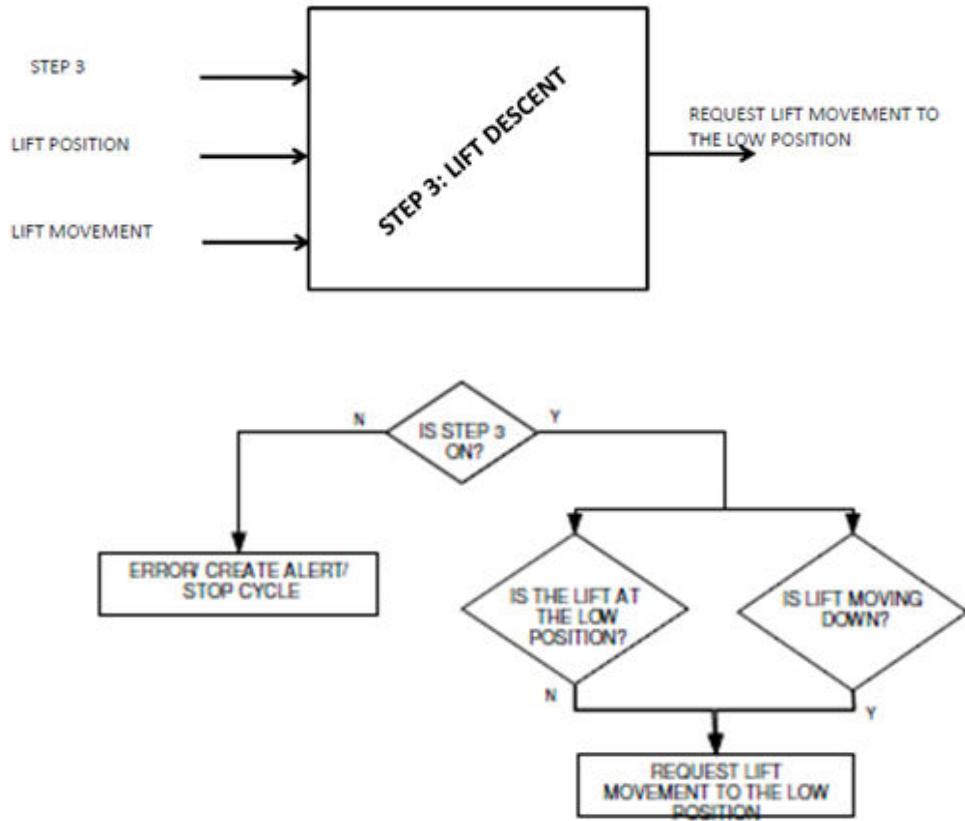 STEP 3
LIFT POSITION
LIFT MOVEMENT
STEP 3: LIFT DESCENT
REQUEST LIFT MOVEMENT TO
THE LOW POSITION
N
Y
IS STEP 3
ON?
ERROR/ CREATE ALERT/
STOP CYCLE
IS THE LIFT AT
THE LOW
POSITION?
IS LIFT MOVING
DOWN?
N
Y
REQUEST LIFT
MOVEMENT TO THE LOW
POSITION